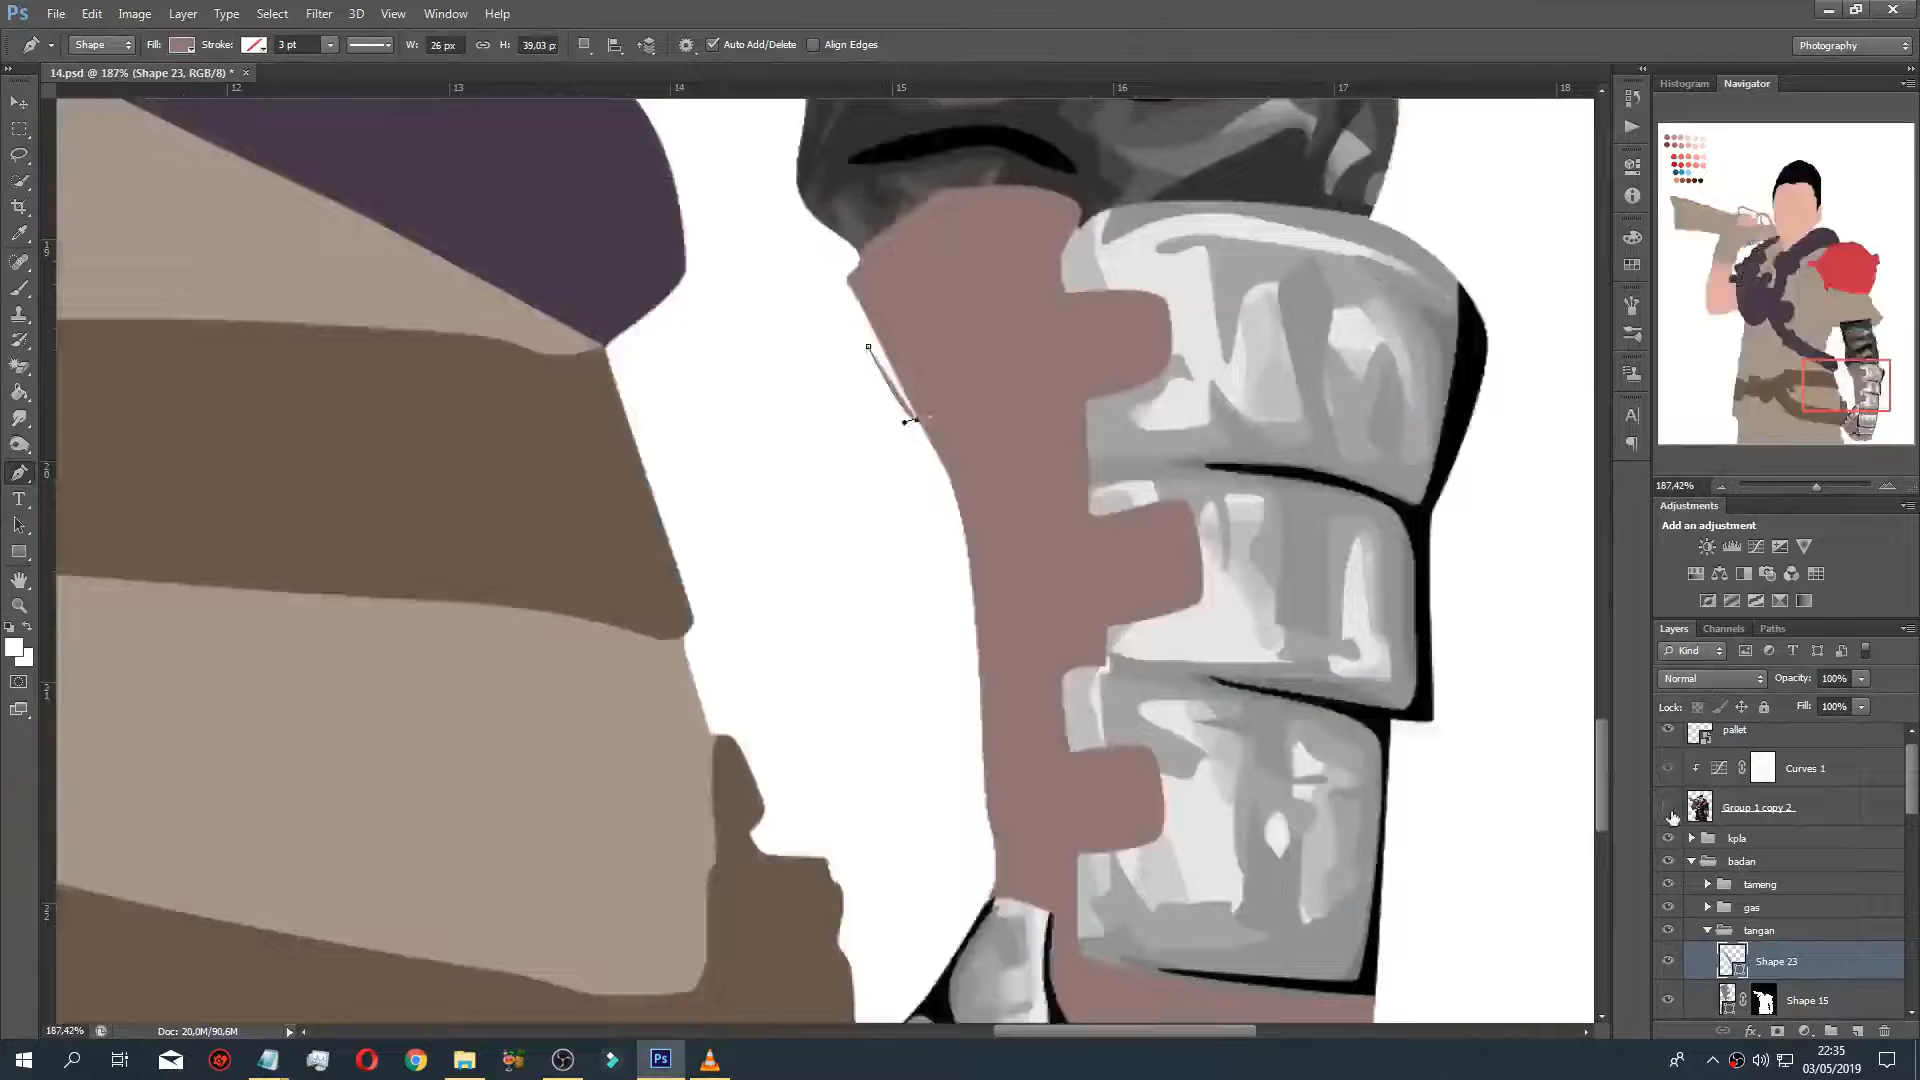 Ps File Edit Image Layer Type Select Filter 3D View Window Help
Shape Fill: Stroke: 3 pt W: 26 px H: 39,03 p: Auto Add/Delete Align Edges Photography
14.psd @ 187% (Shape 23, RGB/8) * ×
Histogram Navigator
12 13 14 15 16 17 18
187,42%
Adjustments
Add an adjustment
Layers Channels Paths
Kind
Normal Opacity: 100%
Lock: Fill: 100%
pallet
Curves 1
Group 1 copy 2
kpla
badan
tameng
gas
tangan
Shape 23
Shape 15
187,42% Doc: 20,0M/90,6M
Ps
22:35
03/05/2019